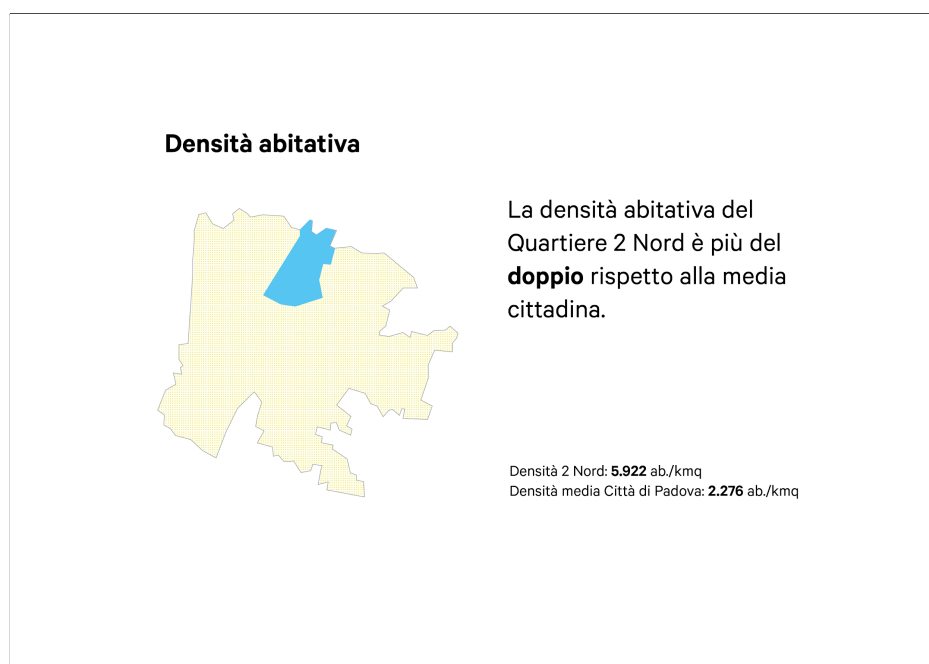 Densità abitativa
La densità abitativa del
Quartiere 2 Nord è più del
doppio rispetto alla media
cittadina.
Densità 2 Nord: 5.922 ab./kmq
Densità media Città di Padova: 2.276 ab./kmq